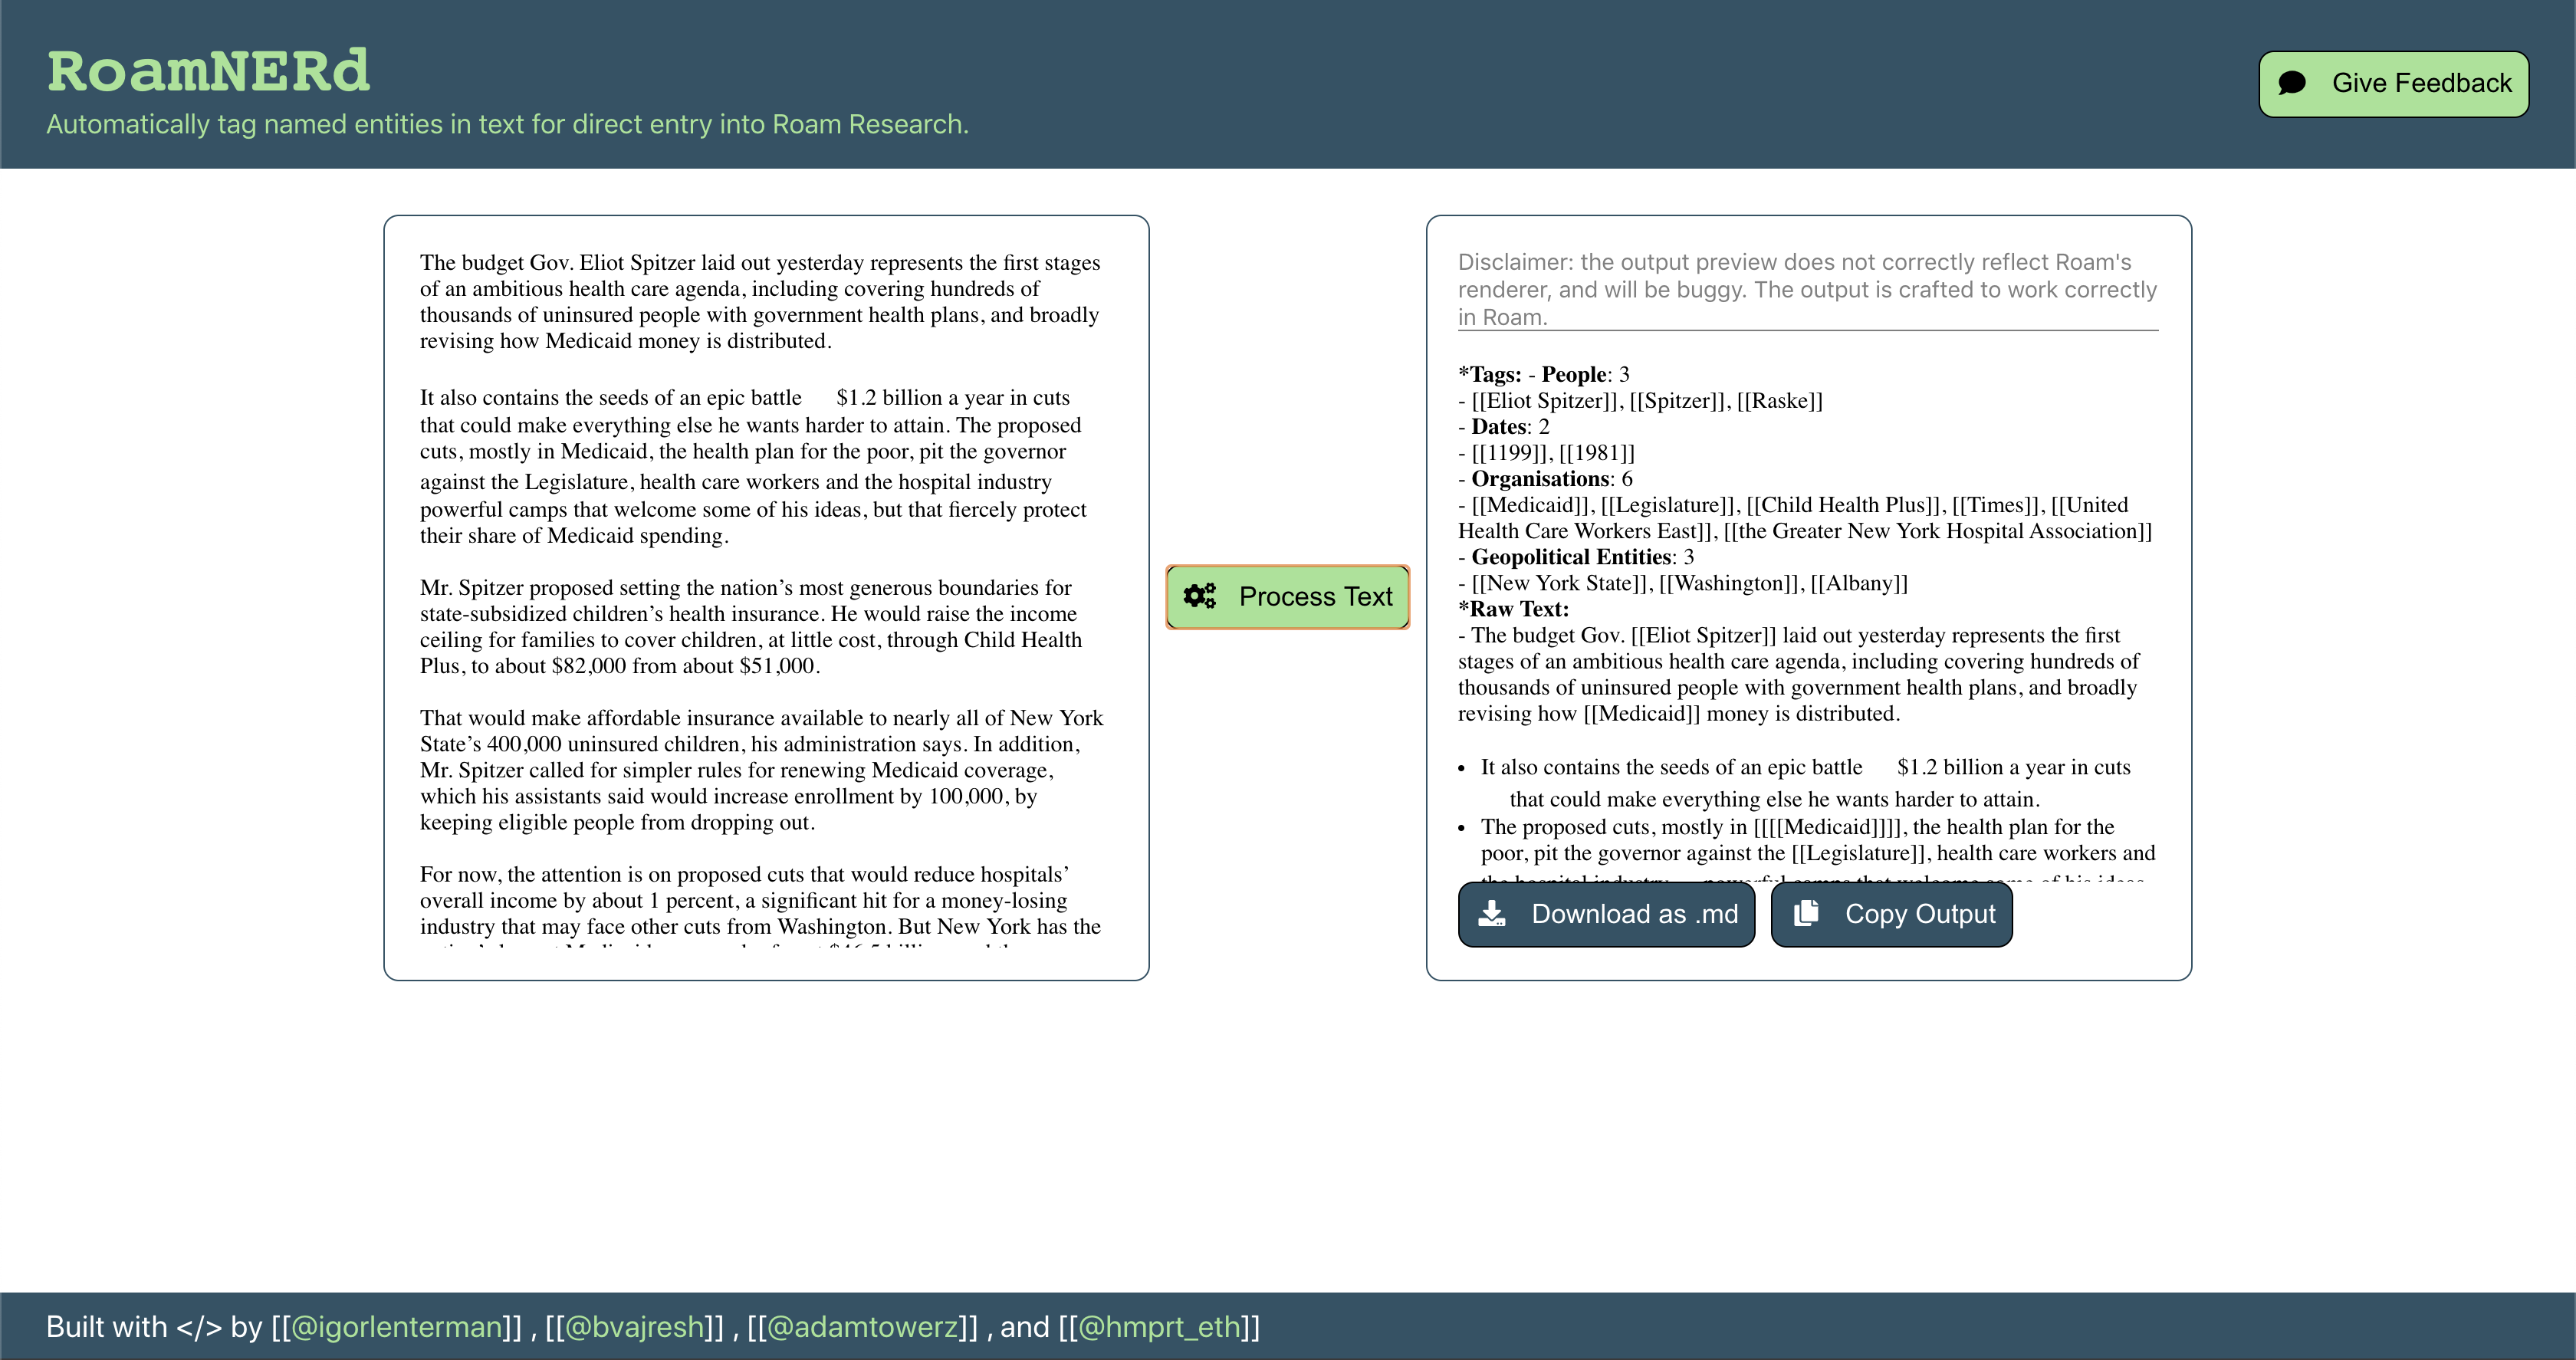 RoamNERd
Automatically tag named entities in text for direct entry into Roam Research.
Give Feedback
The budget Gov. Eliot Spitzer laid out yesterday represents the first stages
of an ambitious health care agenda, including covering hundreds of
thousands of uninsured people with government health plans, and broadly
revising how Medicaid money is distributed.
It also contains the seeds of an epic battle $1.2 billion a year in cuts
that could make everything else he wants harder to attain. The proposed
cuts, mostly in Medicaid, the health plan for the poor, pit the governor
against the Legislature, health care workers and the hospital industry
powerful camps that welcome some of his ideas, but that fiercely protect
their share of Medicaid spending.
Mr. Spitzer proposed setting the nation’s most generous boundaries for
state-subsidized children’s health insurance. He would raise the income
ceiling for families to cover children, at little cost, through Child Health
Plus, to about $82,000 from about $51,000.
That would make affordable insurance available to nearly all of New York
State’s 400,000 uninsured children, his administration says. In addition,
Mr. Spitzer called for simpler rules for renewing Medicaid coverage,
which his assistants said would increase enrollment by 100,000, by
keeping eligible people from dropping out.
For now, the attention is on proposed cuts that would reduce hospitals’
overall income by about 1 percent, a significant hit for a money-losing
industry that may face other cuts from Washington. But New York has the
Process Text
Disclaimer: the output preview does not correctly reflect Roam's
renderer, and will be buggy. The output is crafted to work correctly
in Roam.
*Tags: - People: 3
- [[Eliot Spitzer]], [[Spitzer]], [[Raske]]
- Dates: 2
- [[1199]], [[1981]]
- Organisations: 6
- [[Medicaid]], [[Legislature]], [[Child Health Plus]], [[Times]], [[United
Health Care Workers East]], [[the Greater New York Hospital Association]]
- Geopolitical Entities: 3
- [[New York State]], [[Washington]], [[Albany]]
*Raw Text:
- The budget Gov. [[Eliot Spitzer]] laid out yesterday represents the first
stages of an ambitious health care agenda, including covering hundreds of
thousands of uninsured people with government health plans, and broadly
revising how [[Medicaid]] money is distributed.
• It also contains the seeds of an epic battle $1.2 billion a year in cuts
that could make everything else he wants harder to attain.
• The proposed cuts, mostly in [[[[Medicaid]]]], the health plan for the
poor, pit the governor against the [[Legislature]], health care workers and
the hospital industry powerful camps that welcome some of his ideas
Download as .md
Copy Output
Built with </> by [[@igorlenterman]] , [[@bvajresh]] , [[@adamtowerz]] , and [[@hmprt_eth]]